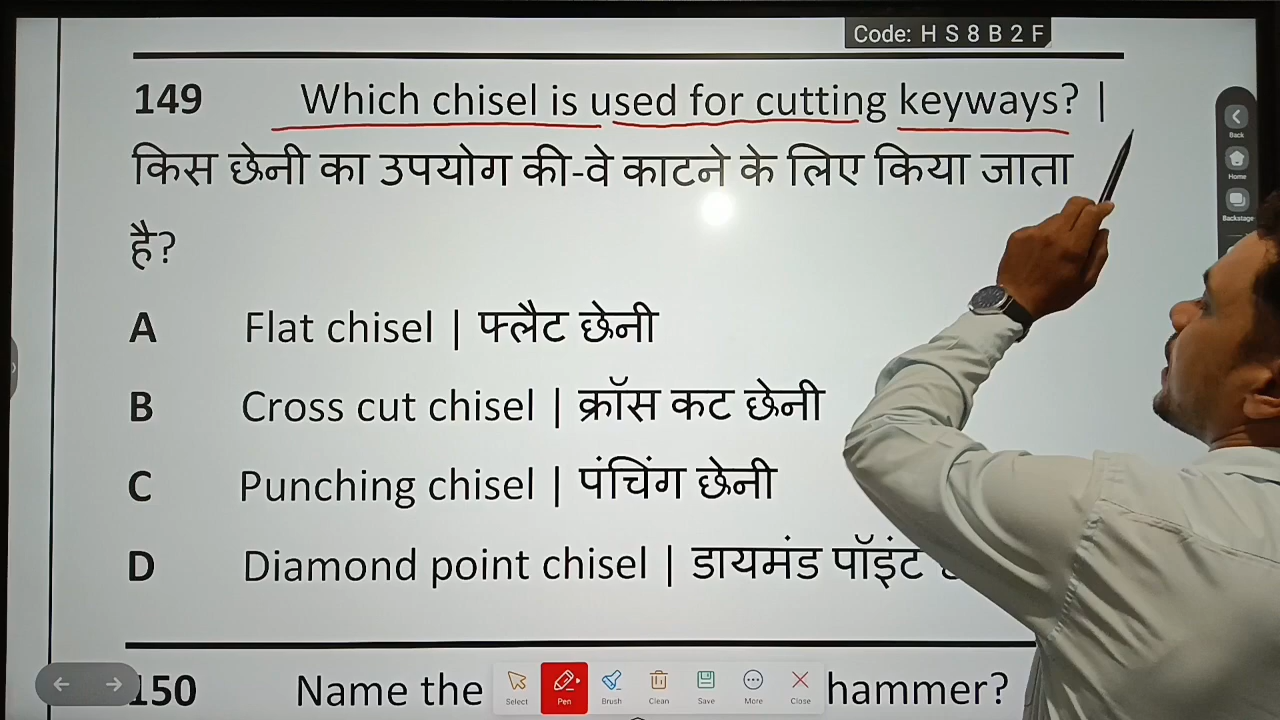 Code: H S 8 B 2 F
149 Which chisel is used for cutting keyways? |
किस छेनी का उपयोग की-वे काटने के लिए किया जाता
है?
A Flat chisel | फ्लैट छेनी
B Cross cut chisel | क्रॉस कट छेनी
C Punching chisel | पंचिंग छेनी
D Diamond point chisel | डायमंड पॉइंट
150 Name the hammer?
Back
Home
Backstage
Select Pen Brush Clean Save More Close